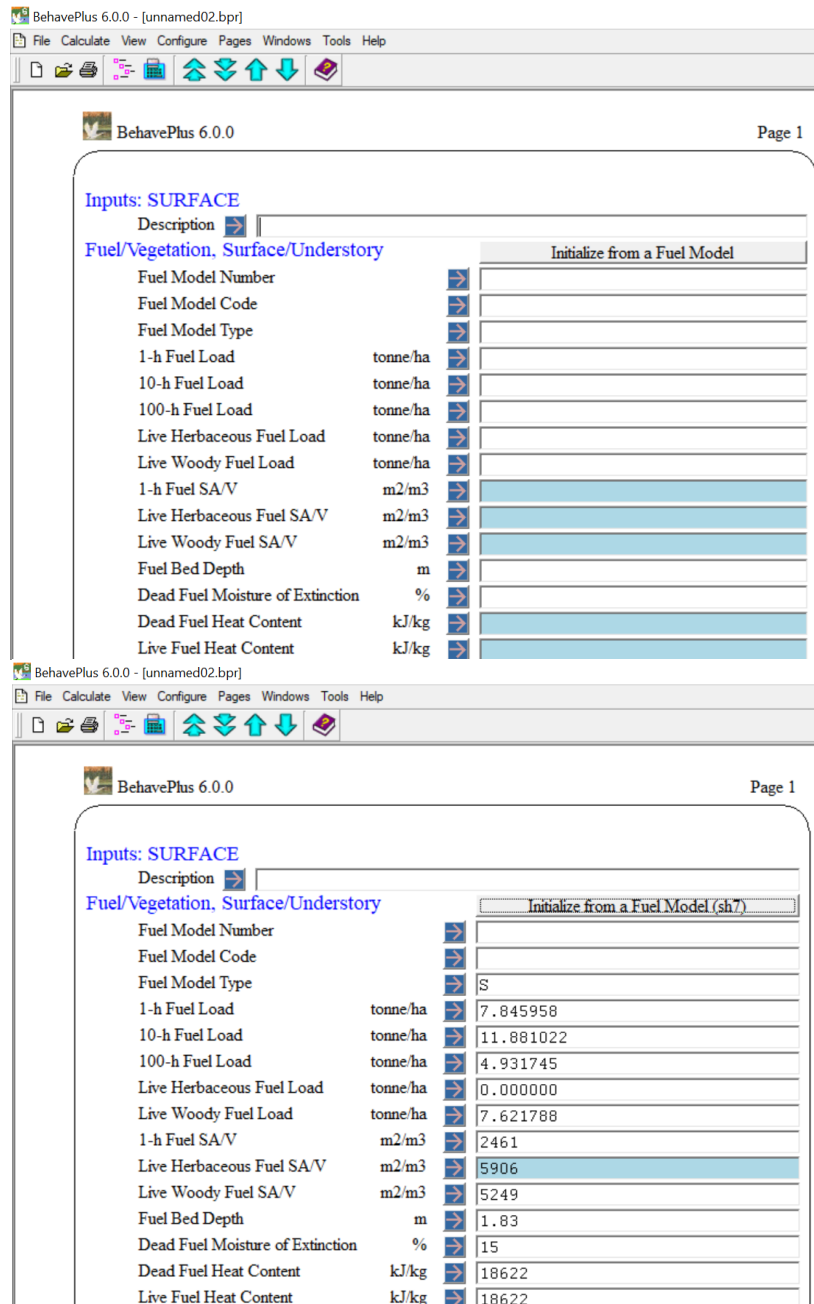 BehavePlus 6.0.0 - [unnamed02.bpr]
File Calculate View Configure Pages Windows Tools Help
BehavePlus 6.0.0 Page 1
Inputs: SURFACE
Description
Fuel/Vegetation, Surface/Understory Initialize from a Fuel Model
Fuel Model Number
Fuel Model Code
Fuel Model Type
1-h Fuel Load tonne/ha
10-h Fuel Load tonne/ha
100-h Fuel Load tonne/ha
Live Herbaceous Fuel Load tonne/ha
Live Woody Fuel Load tonne/ha
1-h Fuel SA/V m2/m3
Live Herbaceous Fuel SA/V m2/m3
Live Woody Fuel SA/V m2/m3
Fuel Bed Depth m
Dead Fuel Moisture of Extinction %
Dead Fuel Heat Content kJ/kg
Live Fuel Heat Content kJ/kg
BehavePlus 6.0.0 - [unnamed02.bpr]
File Calculate View Configure Pages Windows Tools Help
BehavePlus 6.0.0 Page 1
Inputs: SURFACE
Description
Fuel/Vegetation, Surface/Understory Initialize from a Fuel Model (sh7)
Fuel Model Number
Fuel Model Code
Fuel Model Type S
1-h Fuel Load tonne/ha 7.845958
10-h Fuel Load tonne/ha 11.881022
100-h Fuel Load tonne/ha 4.931745
Live Herbaceous Fuel Load tonne/ha 0.000000
Live Woody Fuel Load tonne/ha 7.621788
1-h Fuel SA/V m2/m3 2461
Live Herbaceous Fuel SA/V m2/m3 5906
Live Woody Fuel SA/V m2/m3 5249
Fuel Bed Depth m 1.83
Dead Fuel Moisture of Extinction % 15
Dead Fuel Heat Content kJ/kg 18622
Live Fuel Heat Content kJ/kg 18622